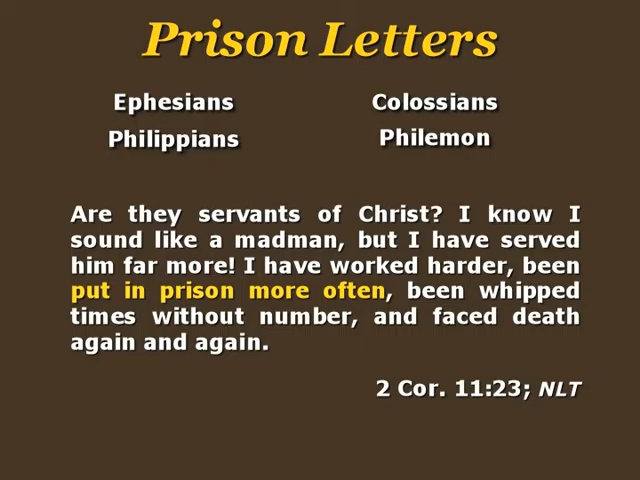 Prison Letters
Ephesians Colossians
Philippians Philemon
Are they servants of Christ? I know I
sound like a madman, but I have served
him far more! I have worked harder, been
put in prison more often, been whipped
times without number, and faced death
again and again.
2 Cor. 11:23; NLT